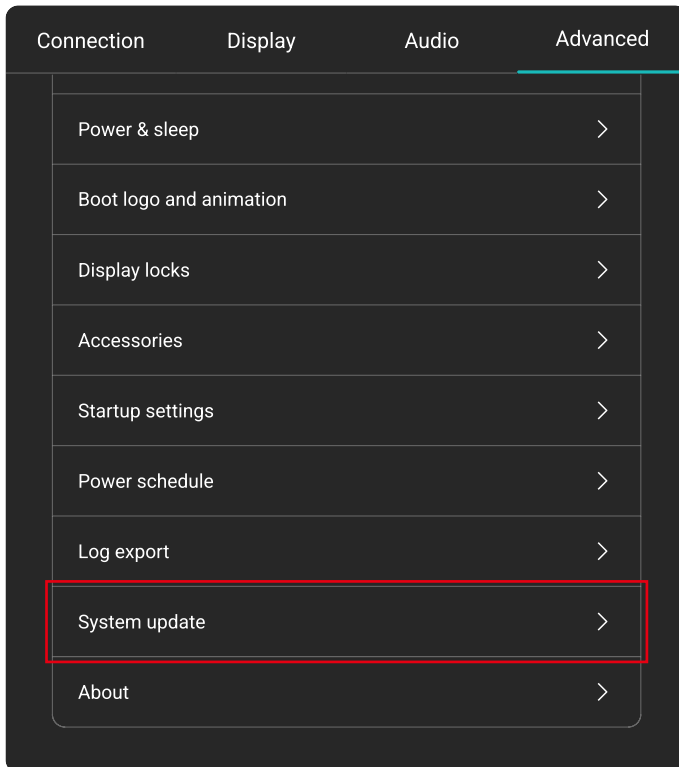 Connection Display Audio Advanced
Power & sleep
Boot logo and animation
Display locks
Accessories
Startup settings
Power schedule
Log export
System update
About